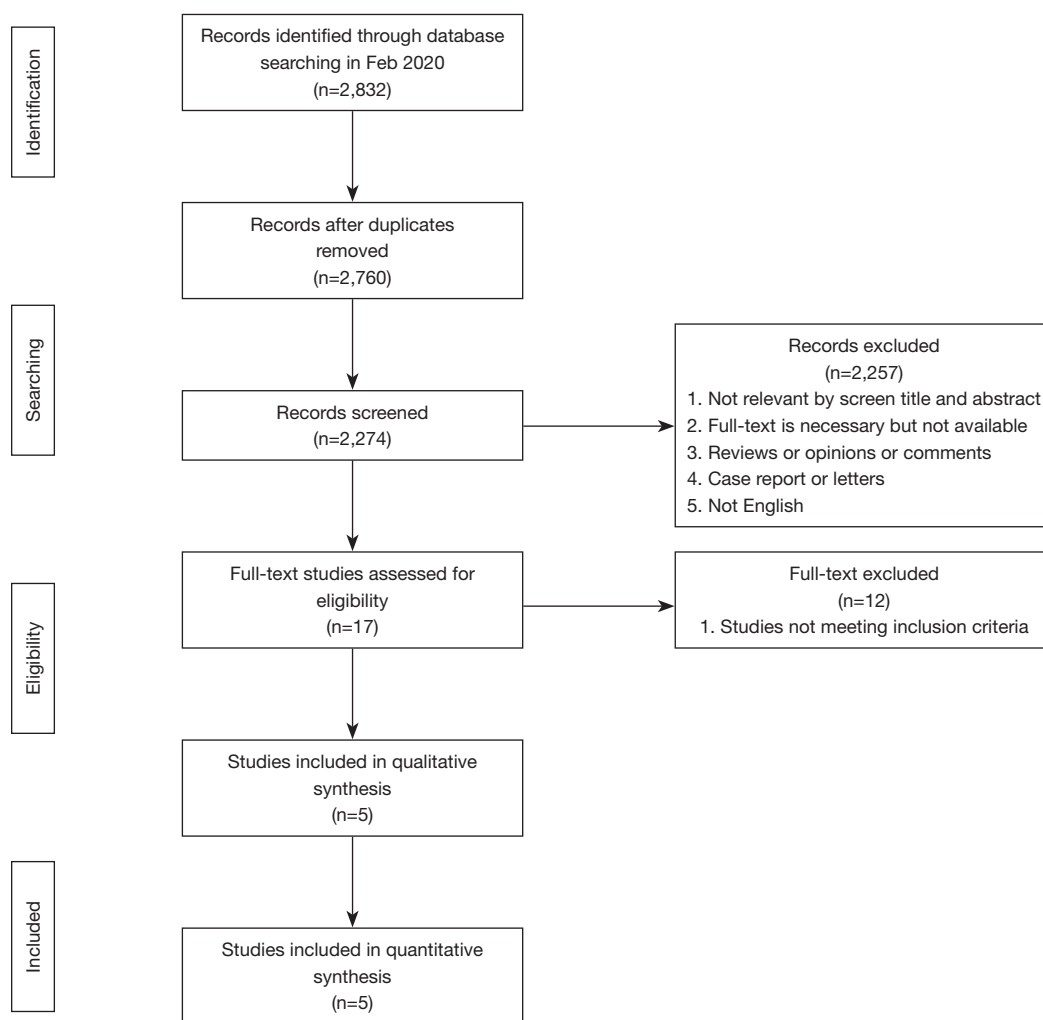 Identification
Records identified through database
searching in Feb 2020
(n=2,832)
Records after duplicates
removed
(n=2,760)
Searching
Records screened
(n=2,274)
Records excluded
(n=2,257)
1. Not relevant by screen title and abstract
2. Full-text is necessary but not available
3. Reviews or opinions or comments
4. Case report or letters
5. Not English
Eligibility
Full-text studies assessed for
eligibility
(n=17)
Full-text excluded
(n=12)
1. Studies not meeting inclusion criteria
Studies included in qualitative
synthesis
(n=5)
Included
Studies included in quantitative
synthesis
(n=5)